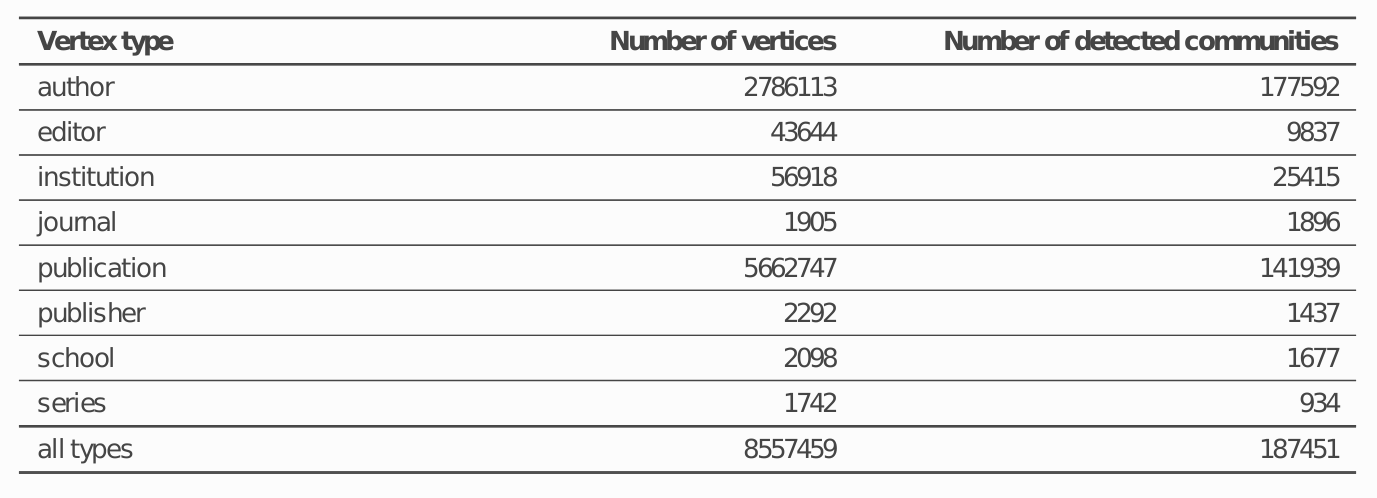 Vertex type Number of vertices Number of detected communities
author 2786113 177592
editor 43644 9837
institution 56918 25415
journal 1905 1896
publication 5662747 141939
publisher 2292 1437
school 2098 1677
series 1742 934
all types 8557459 187451